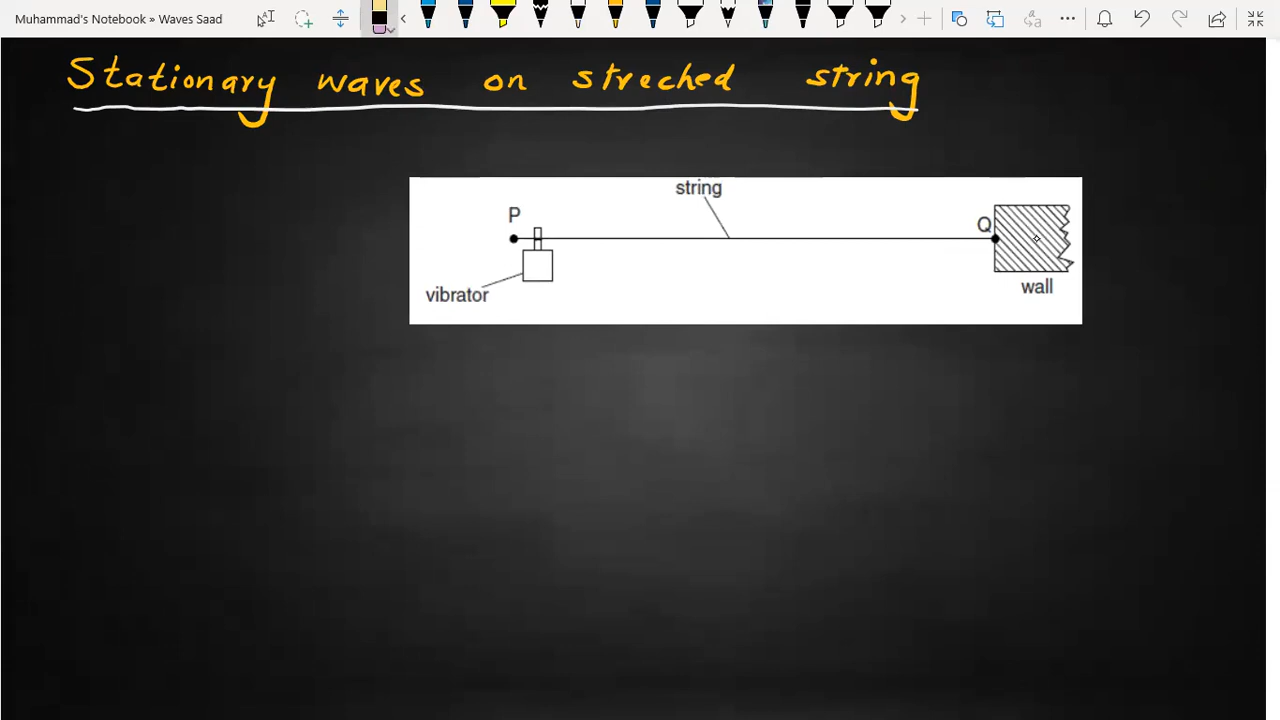 Muhammad's Notebook » Waves Saad
Stationary waves on streched string
string
P
Q
vibrator
wall